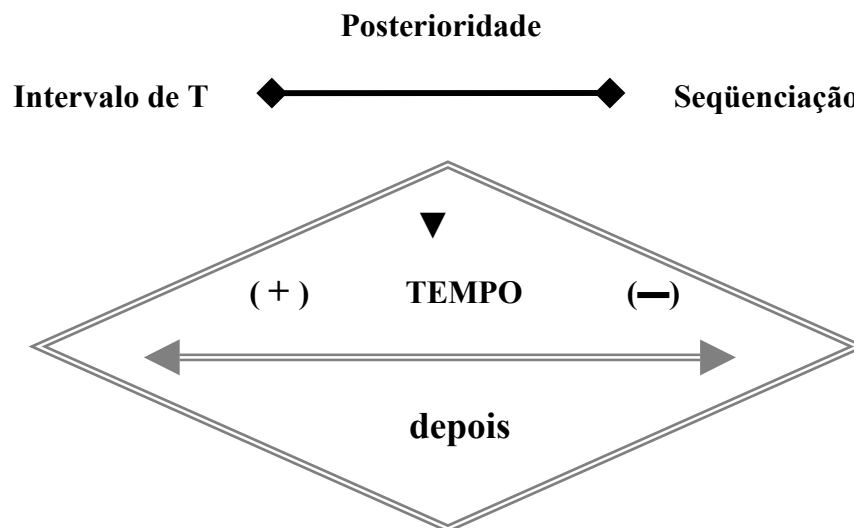 Posterioridade
Intervalo de T Seqüenciação
( + ) TEMPO (—)
depois